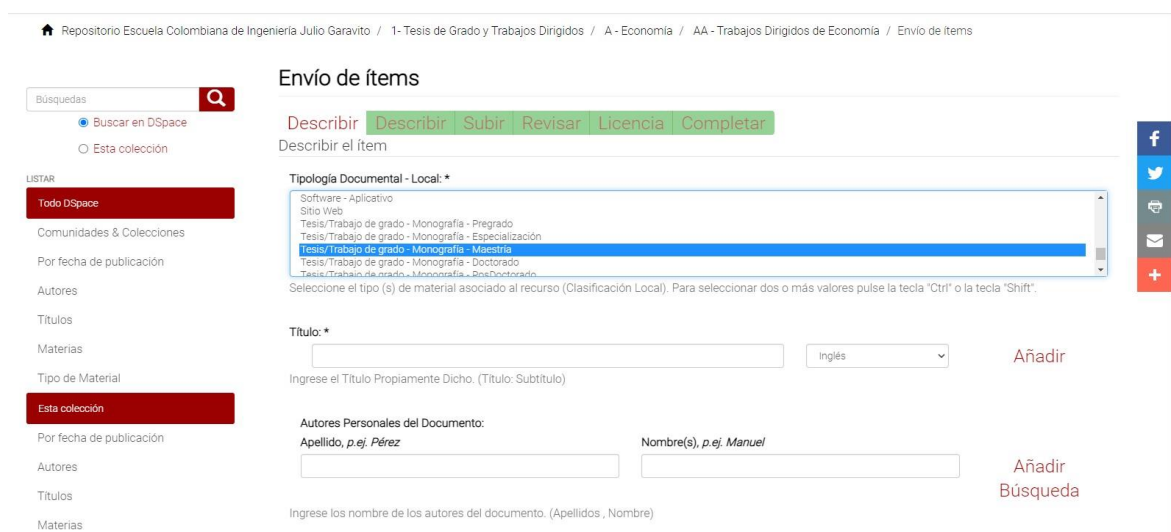 Repositorio Escuela Colombiana de Ingeniería Julio Garavito / 1- Tesis de Grado y Trabajos Dirigidos / A - Economía / AA - Trabajos Dirigidos de Economía / Envío de ítems
Búsquedas
Buscar en DSpace
Esta colección
LISTAR
Todo DSpace
Comunidades & Colecciones
Por fecha de publicación
Autores
Títulos
Materias
Tipo de Material
Esta colección
Por fecha de publicación
Autores
Títulos
Materias
Envío de ítems
Describir Describir Subir Revisar Licencia Completar
Describir el ítem
Tipología Documental - Local: *
Software - Aplicativo
Sitio Web
Tesis/Trabajo de grado - Monografía - Pregrado
Tesis/Trabajo de grado - Monografía - Especialización
Tesis/Trabajo de grado - Monografía - Maestría
Tesis/Trabajo de grado - Monografía - Doctorado
Tesis/Trabajo de grado - Monografía - PosDoctorado
Seleccione el tipo (s) de material asociado al recurso (Clasificación Local). Para seleccionar dos o más valores pulse la tecla "Ctrl" o la tecla "Shift".
Título: *
Inglés
Añadir
Ingrese el Título Propiamente Dicho. (Título: Subtítulo)
Autores Personales del Documento:
Apellido, p.ej. Pérez Nombre(s), p.ej. Manuel
Añadir
Búsqueda
Ingrese los nombre de los autores del documento. (Apellidos , Nombre)